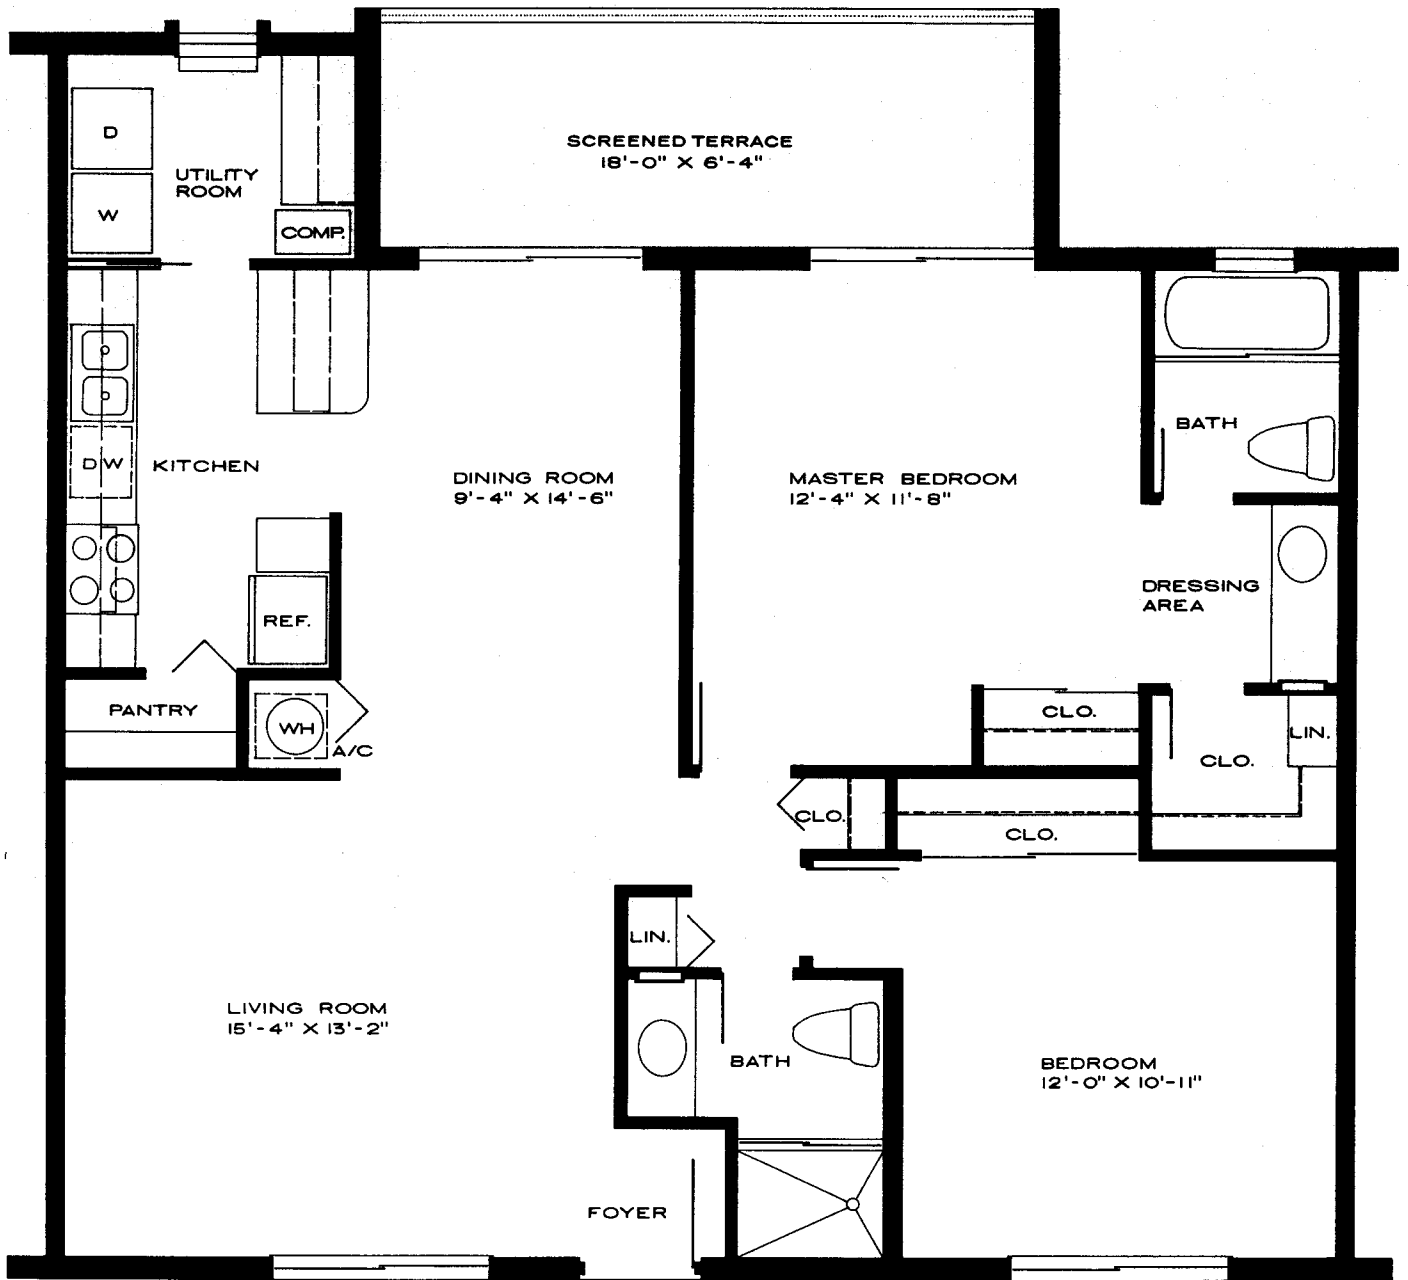 SCREENED TERRACE
18'-0" X 6'-4"
D
UTILITY
ROOM
W
COMP.
BATH
DW
KITCHEN
DINING ROOM
9'-4" X 14'-6"
MASTER BEDROOM
12'-4" X 11'-8"
DRESSING
AREA
REF.
PANTRY
WH
A/C
CLO.
LIN.
CLO.
CLO.
CLO.
LIN.
LIVING ROOM
15'-4" X 13'-2"
BATH
BEDROOM
12'-0" X 10'-11"
FOYER